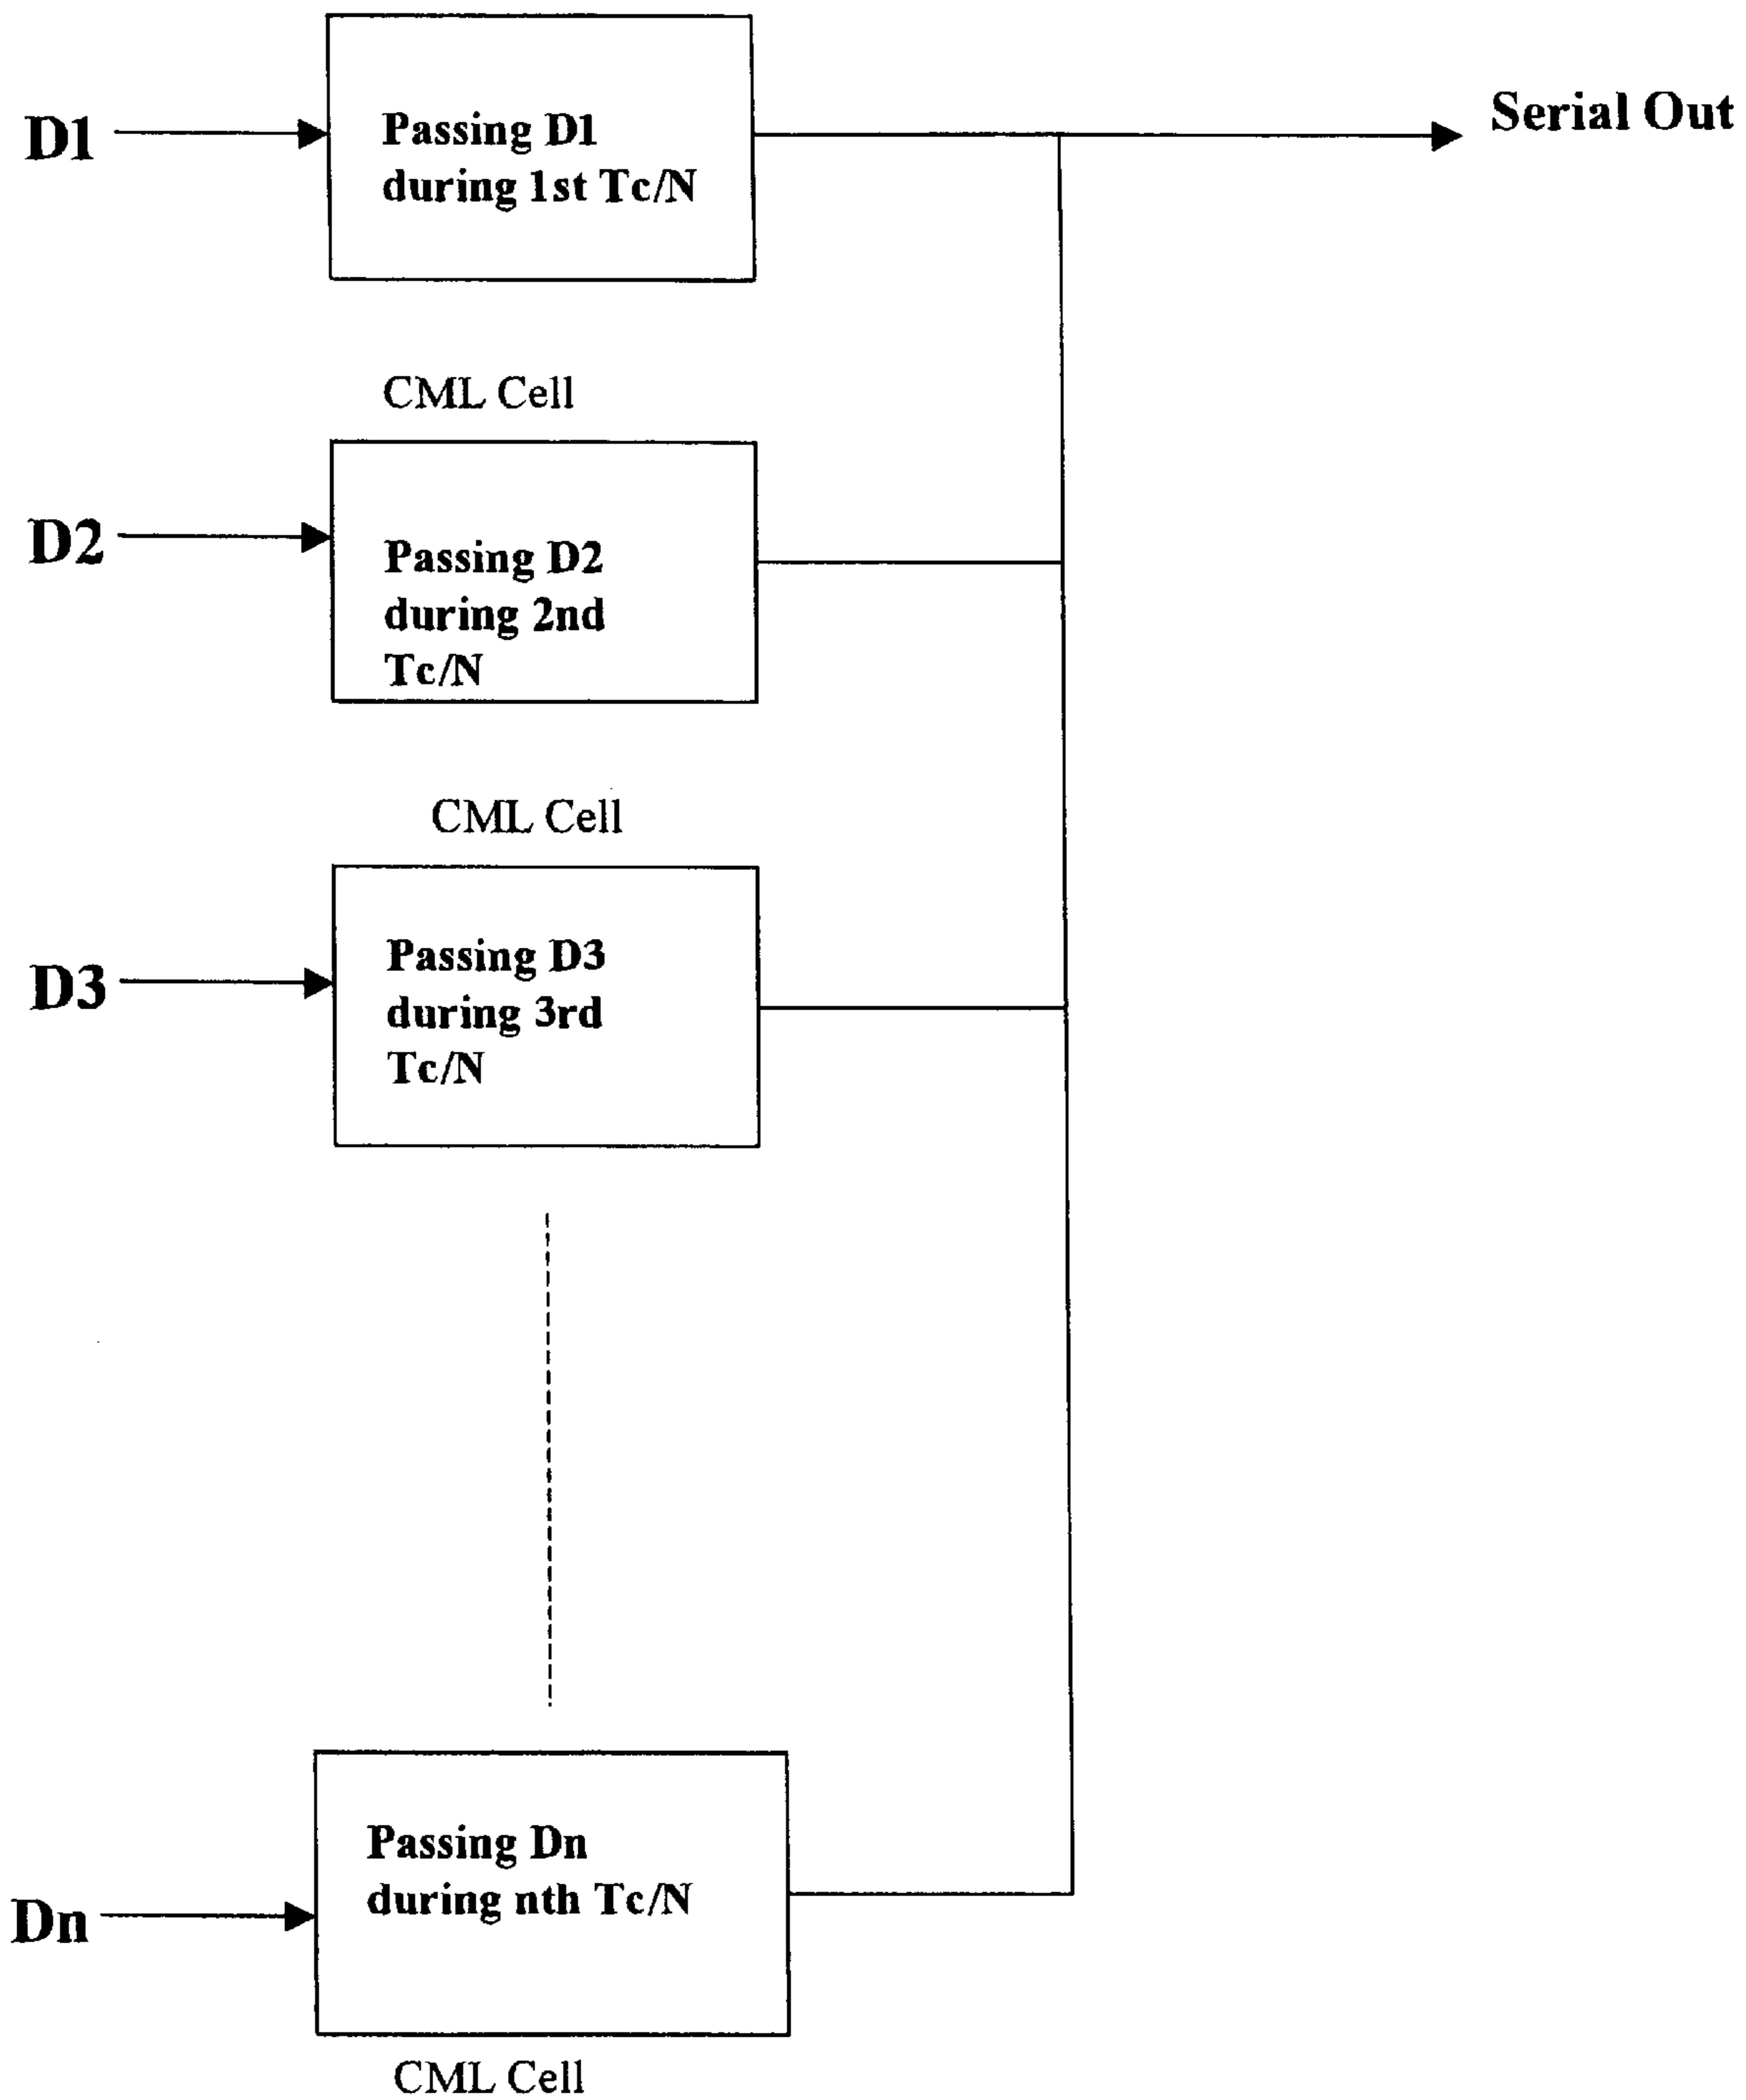 D1
Passing D1
during 1st Tc/N
Serial Out
CML Cell
D2
Passing D2
during 2nd
Tc/N
CML Cell
D3
Passing D3
during 3rd
Tc/N
Dn
Passing Dn
during nth Tc/N
CML Cell